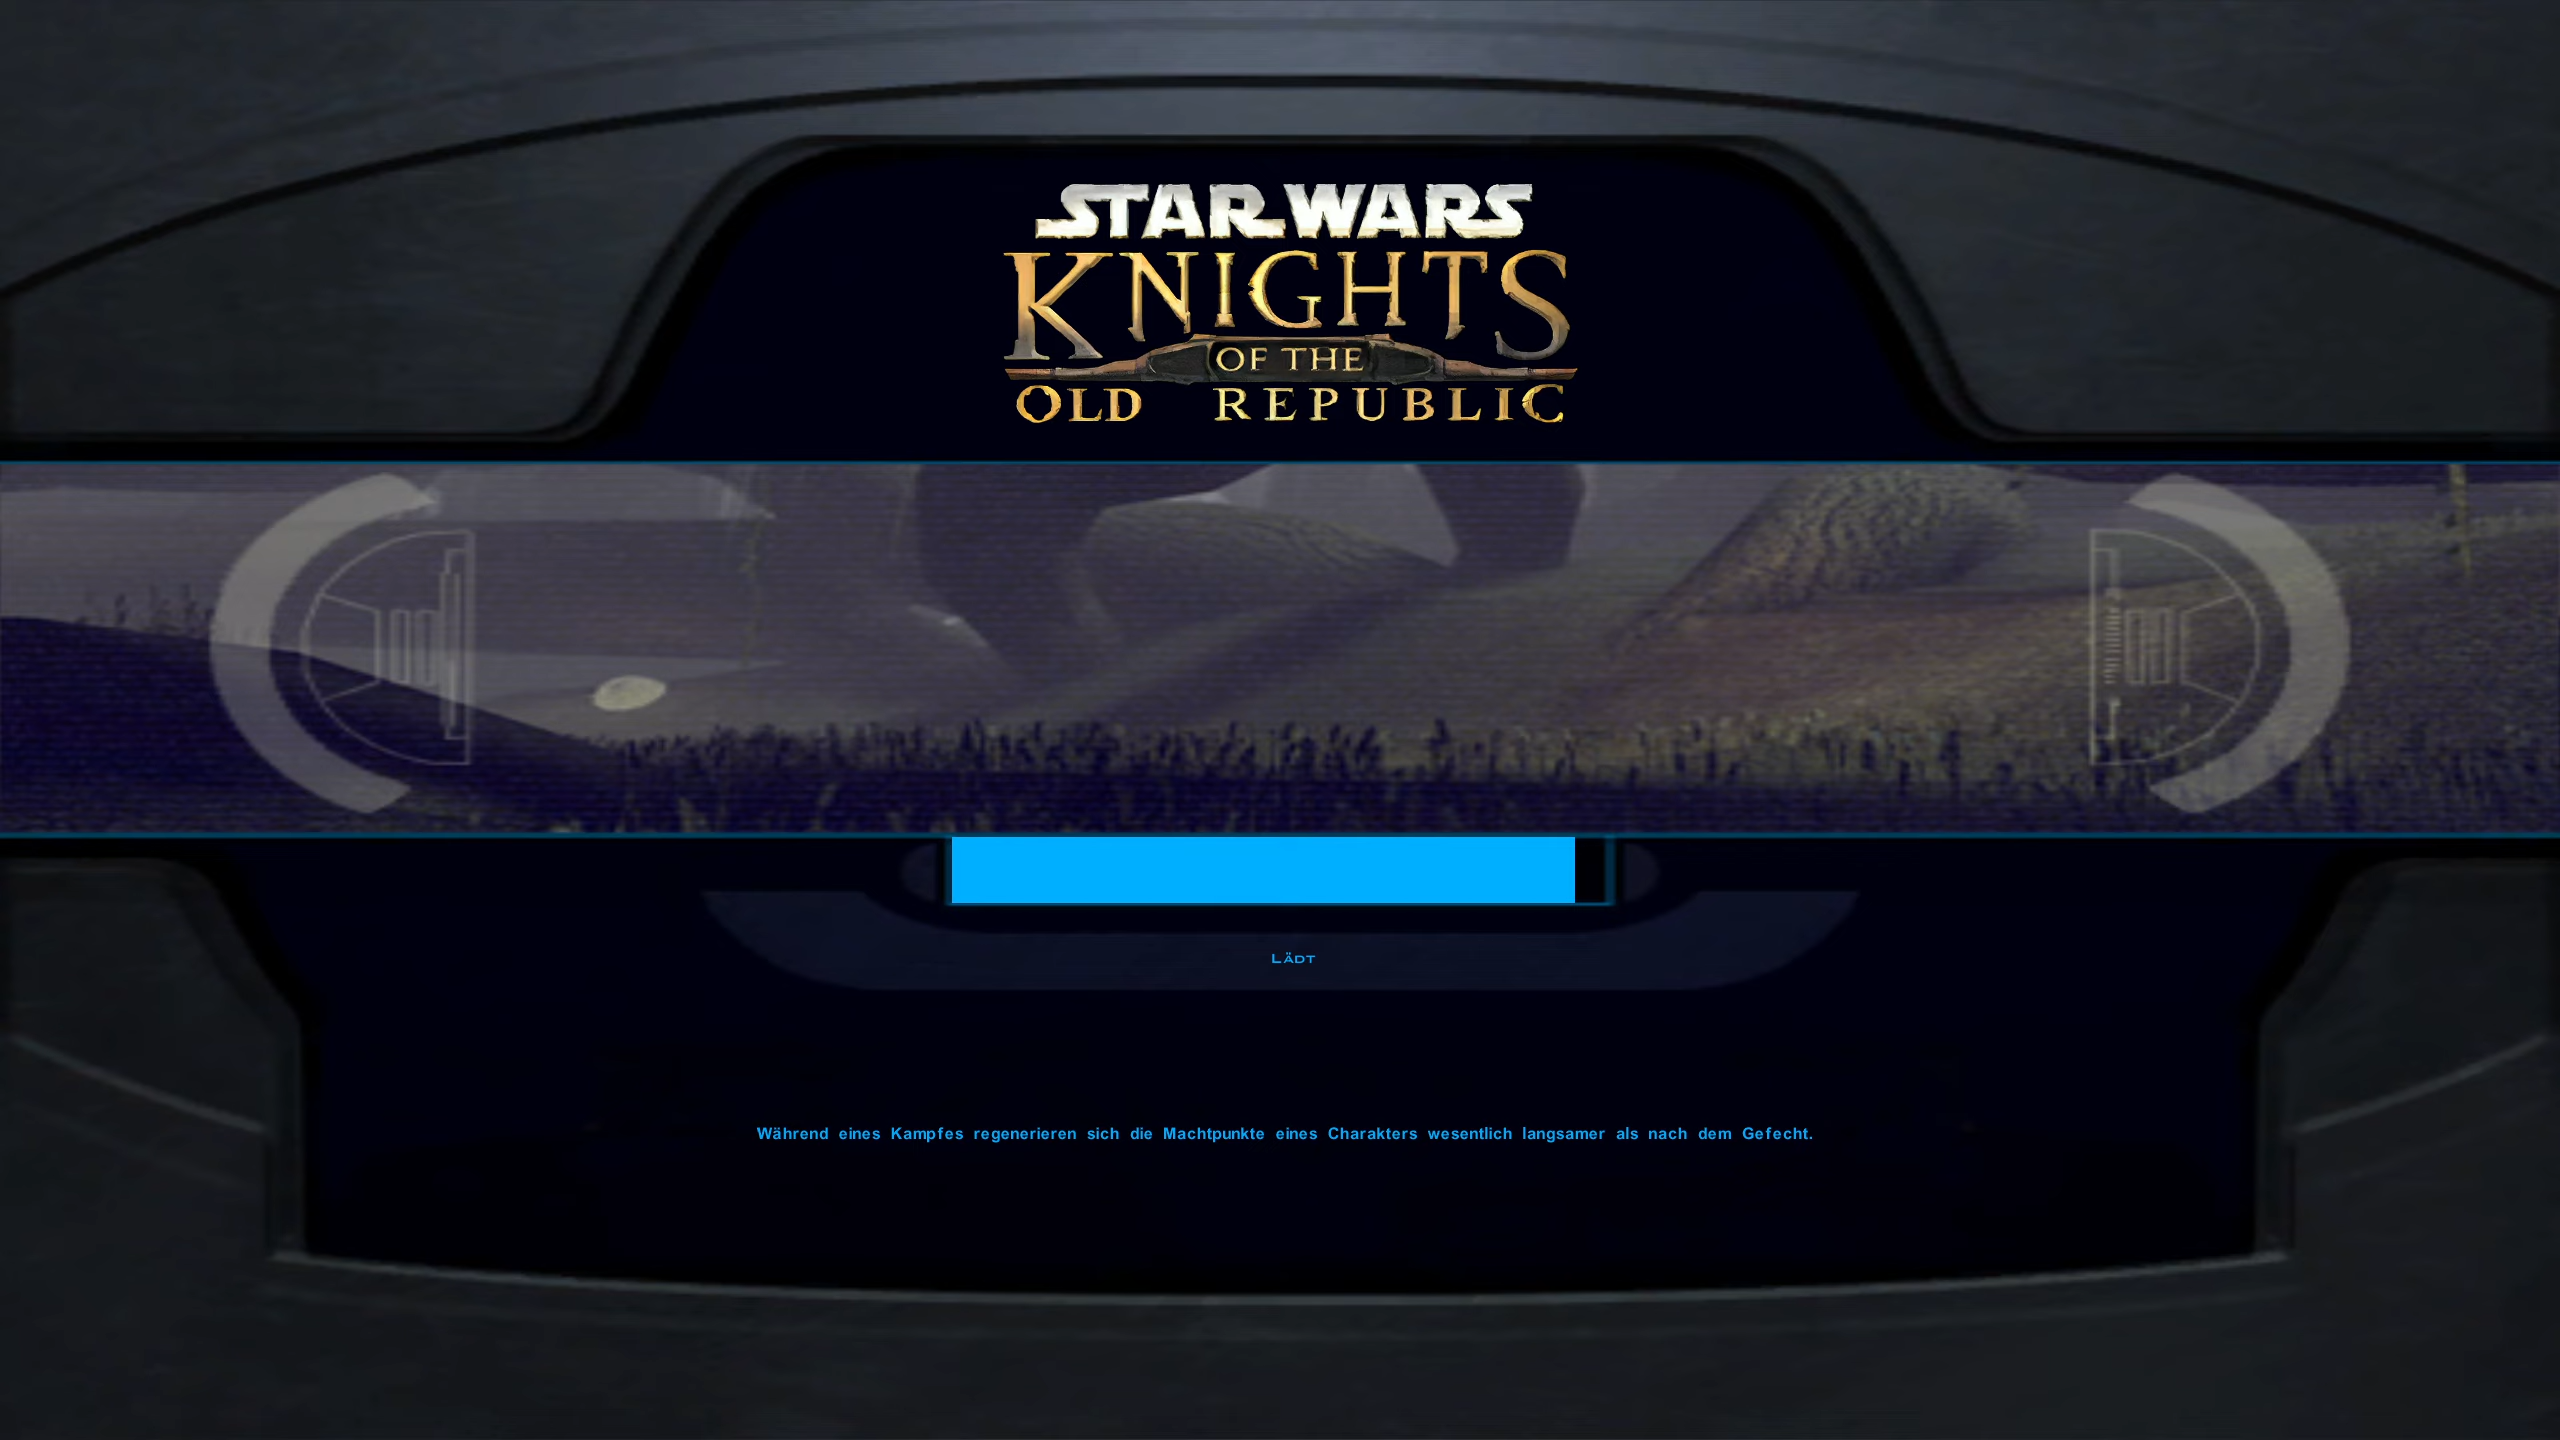 STAR WARS
KNIGHTS
OF THE
OLD REPUBLIC
LÄDT
Während eines Kampfes regenerieren sich die Machtpunkte eines Charakters wesentlich langsamer als nach dem Gefecht.